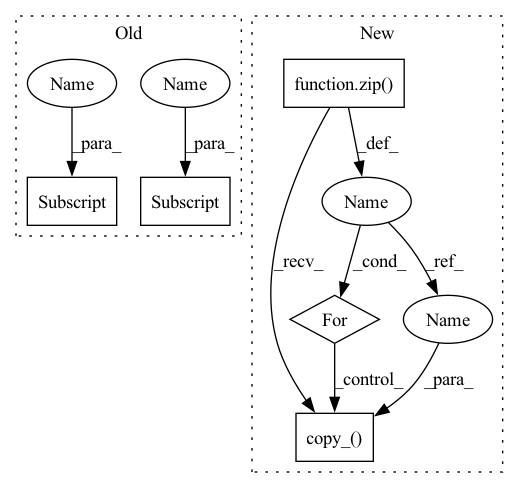 Old
New
Name
Name
function.zip()
_para_
_para_
_def_
Subscript
Subscript
Name
_recv_
_cond_
_ref_
For
Name
_control_
_para_
copy_()